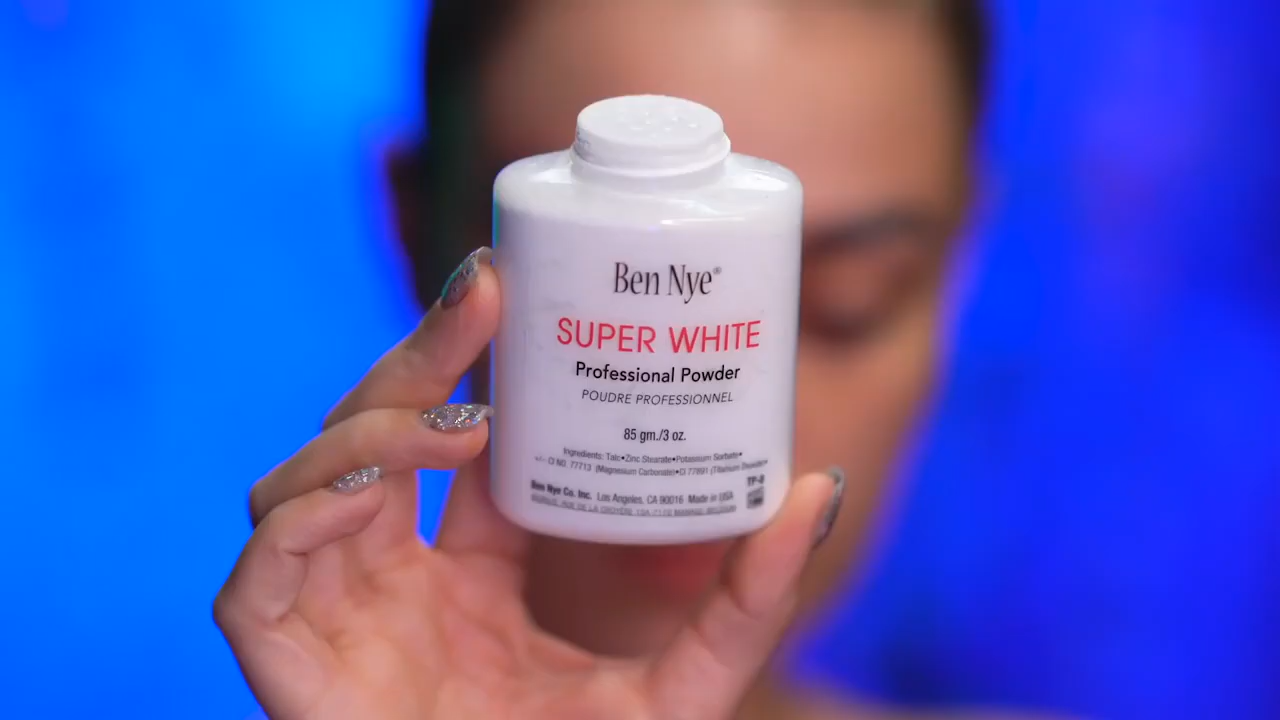 Ben Nye®
SUPER WHITE
Professional Powder
POUDRE PROFESSIONNEL
85 gm./3 oz.
Ingredients: Talc•Zinc Stearate•Potassium Sorbate•
CI NO. 77713 (Magnesium Carbonate)•CI 77891 (Titanium Dioxide)•
TP-8
Ben Nye Co. Inc. Los Angeles, CA 90016 Made in USA